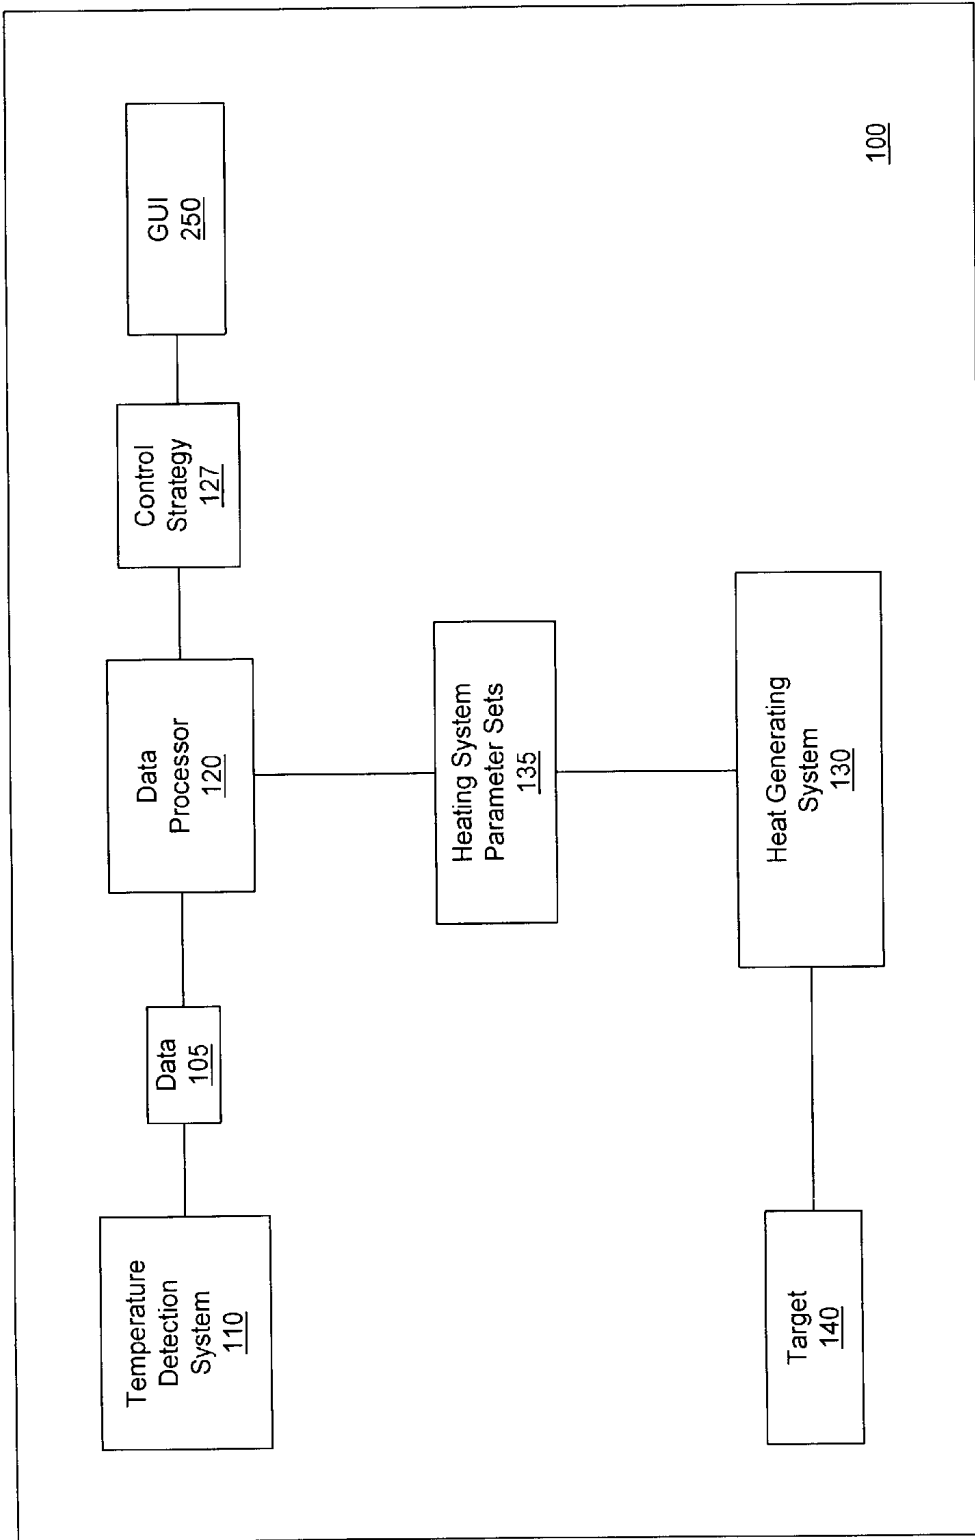 Temperature
Detection
System
110
Data
105
Data
Processor
120
Control
Strategy
127
GUI
250
Heating System
Parameter Sets
135
Target
140
Heat Generating
System
130
100